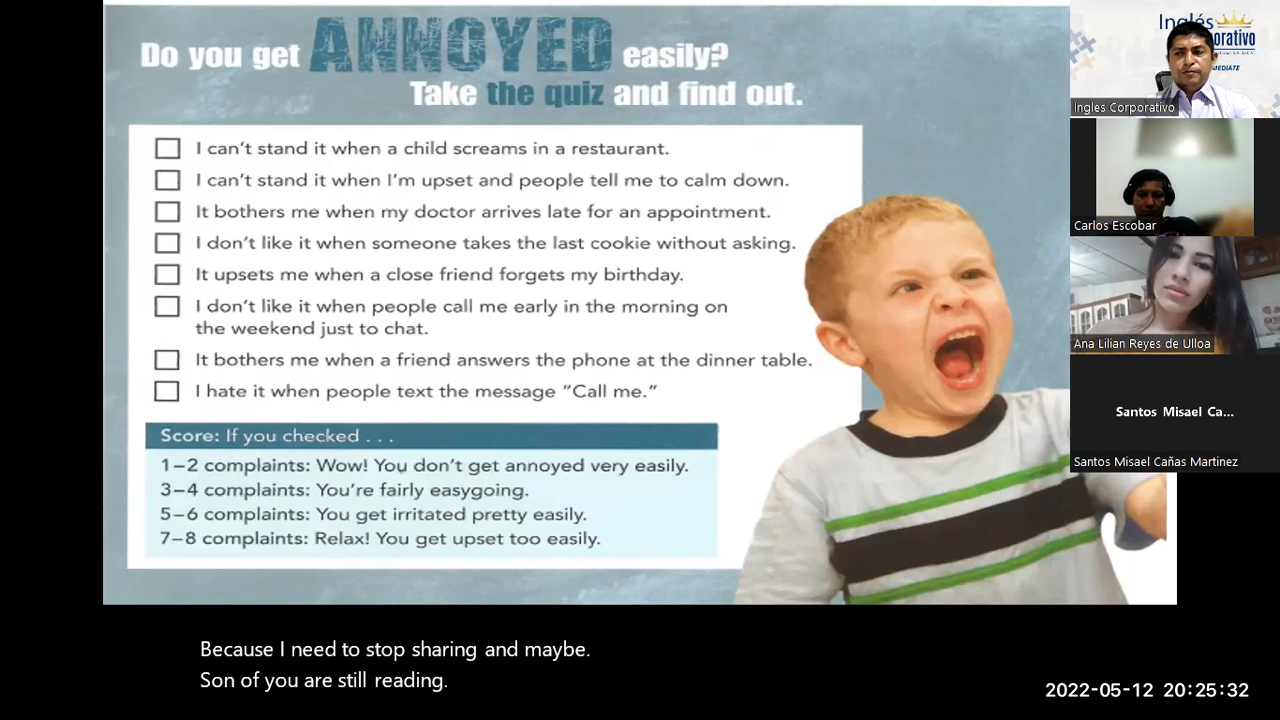 Do you get ANNOYED easily?
Take the quiz and find out.
I can't stand it when a child screams in a restaurant.
I can't stand it when I'm upset and people tell me to calm down.
It bothers me when my doctor arrives late for an appointment.
I don't like it when someone takes the last cookie without asking.
It upsets me when a close friend forgets my birthday.
I don't like it when people call me early in the morning on
the weekend just to chat.
It bothers me when a friend answers the phone at the dinner table.
I hate it when people text the message "Call me."
Score: If you checked . . .
1–2 complaints: Wow! You don't get annoyed very easily.
3–4 complaints: You're fairly easygoing.
5–6 complaints: You get irritated pretty easily.
7–8 complaints: Relax! You get upset too easily.
Inglés
orativo
MEDIATE
Ingles Corporativo
Carlos Escobar
Ana Lilian Reyes de Ulloa
Santos Misael Ca...
Santos Misael Cañas Martinez
Because I need to stop sharing and maybe.
Son of you are still reading.
2022-05-12 20:25:32